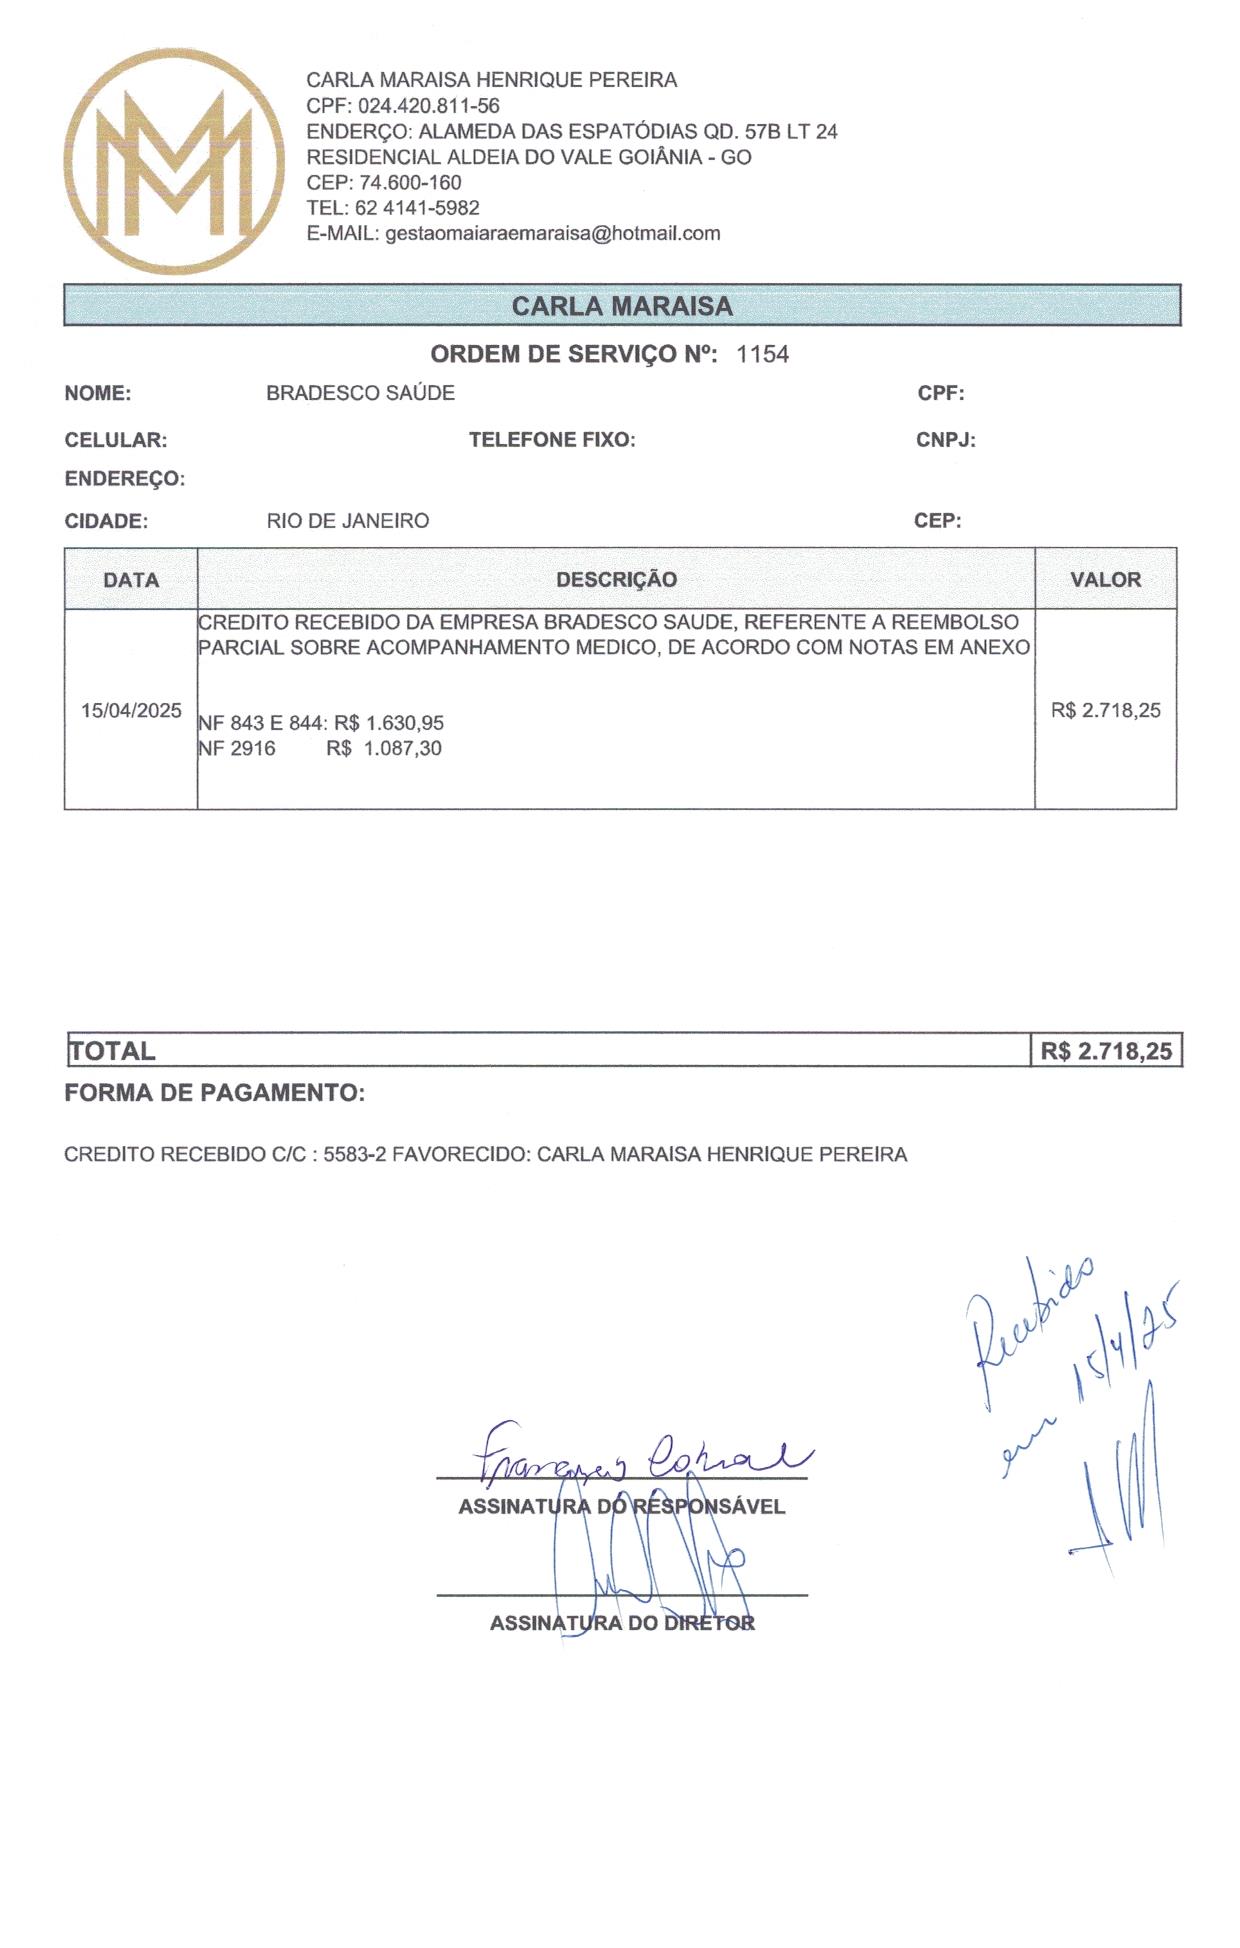 MM
CARLA MARAISA HENRIQUE PEREIRA
CPF: 024.420.811-56
ENDERÇO: ALAMEDA DAS ESPATÓDIAS QD. 57B LT 24
RESIDENCIAL ALDEIA DO VALE GOIÂNIA - GO
CEP: 74.600-160
TEL: 62 4141-5982
E-MAIL: gestaomaiaraemaraisa@hotmail.com
CARLA MARAISA
ORDEM DE SERVIÇO Nº: 1154
NOME: BRADESCO SAÚDE CPF:
CELULAR: TELEFONE FIXO: CNPJ:
ENDEREÇO:
CIDADE: RIO DE JANEIRO CEP:
DATA DESCRIÇÃO VALOR
CREDITO RECEBIDO DA EMPRESA BRADESCO SAUDE, REFERENTE A REEMBOLSO
PARCIAL SOBRE ACOMPANHAMENTO MEDICO, DE ACORDO COM NOTAS EM ANEXO
15/04/2025 R$ 2.718,25
NF 843 E 844: R$ 1.630,95
NF 2916 R$ 1.087,30
TOTAL R$ 2.718,25
FORMA DE PAGAMENTO:
CREDITO RECEBIDO C/C : 5583-2 FAVORECIDO: CARLA MARAISA HENRIQUE PEREIRA
Recebido
em 15/4/25
ASSINATURA DO RESPONSÁVEL
ASSINATURA DO DIRETOR